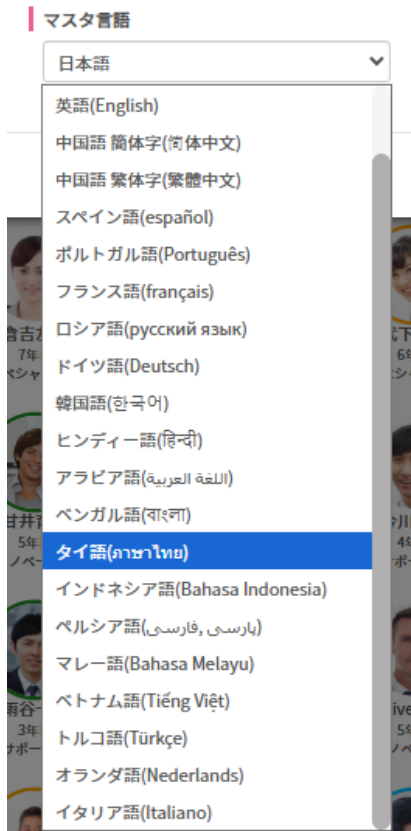 マスタ言語
日本語
英語(English)
中国語 簡体字(简体中文)
中国語 繁体字(繁體中文)
スペイン語(español)
ポルトガル語(Português)
フランス語(français)
ロシア語(русский язык)
ドイツ語(Deutsch)
韓国語(한국어)
ヒンディー語(हिन्दी)
アラビア語(اللغة العربية)
ベンガル語(বাংলা)
タイ語(ภาษาไทย)
インドネシア語(Bahasa Indonesia)
ペルシア語(پارسی ,فارسی)
マレー語(Bahasa Melayu)
ベトナム語(Tiếng Việt)
トルコ語(Türkçe)
オランダ語(Nederlands)
イタリア語(Italiano)